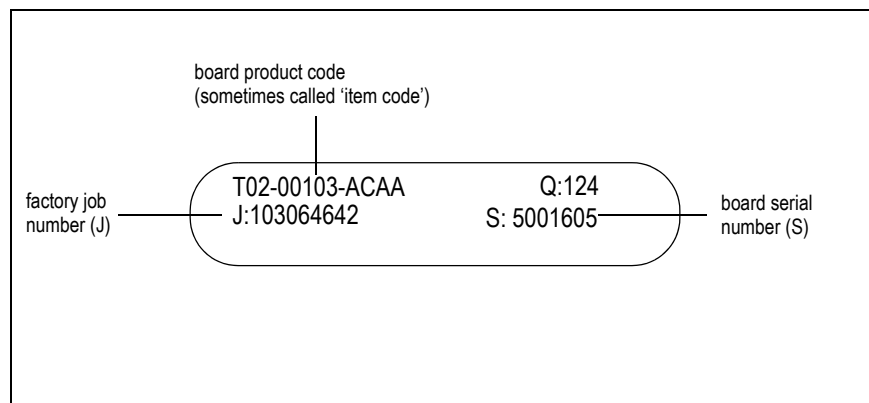 board product code
(sometimes called ‘item code’)
T02-00103-ACAA Q:124
factory job
number (J)
J:103064642 S: 5001605
board serial
number (S)